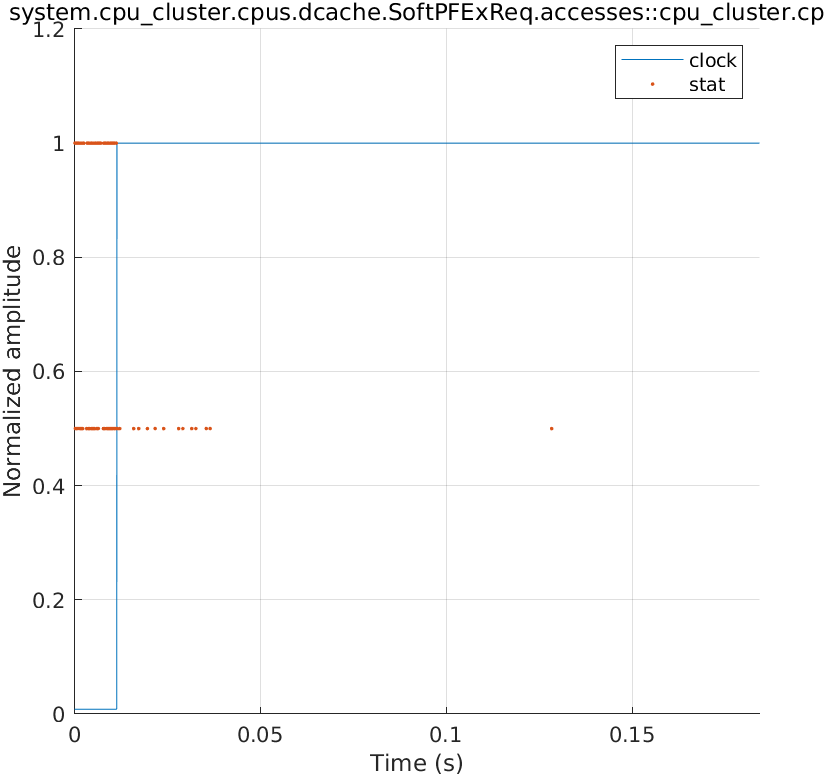 system.cpu_cluster.cpus.dcache.SoftPFExReq.accesses::cpu_cluster.cp
1.2
clock
stat
1
0.8
Normalized amplitude
0.6
0.4
0.2
0
0
0.05
0.1
0.15
Time (s)